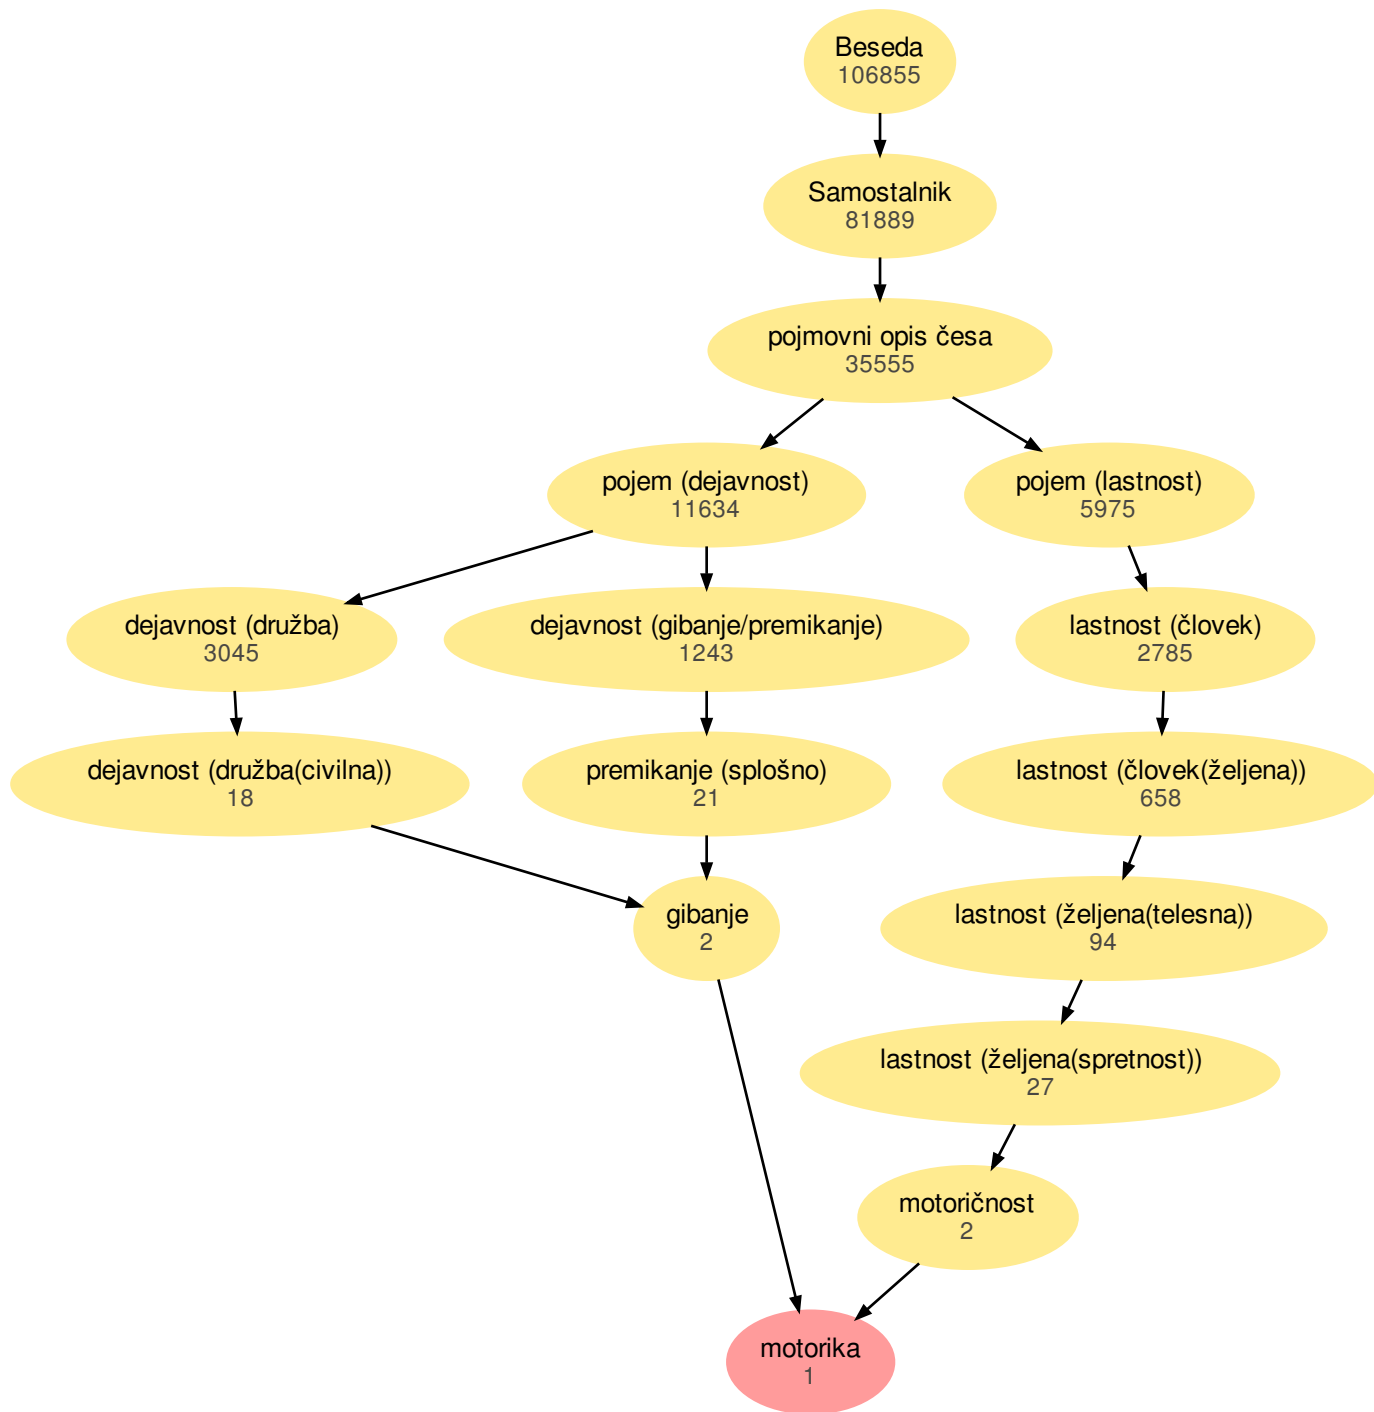 Beseda
106855
Samostalnik
81889
pojmovni opis česa
35555
pojem (dejavnost)
11634
pojem (lastnost)
5975
dejavnost (družba)
3045
dejavnost (gibanje/premikanje)
1243
lastnost (človek)
2785
dejavnost (družba(civilna))
18
premikanje (splošno)
21
lastnost (človek(željena))
658
gibanje
2
lastnost (željena(telesna))
94
lastnost (željena(spretnost))
27
motoričnost
2
motorika
1